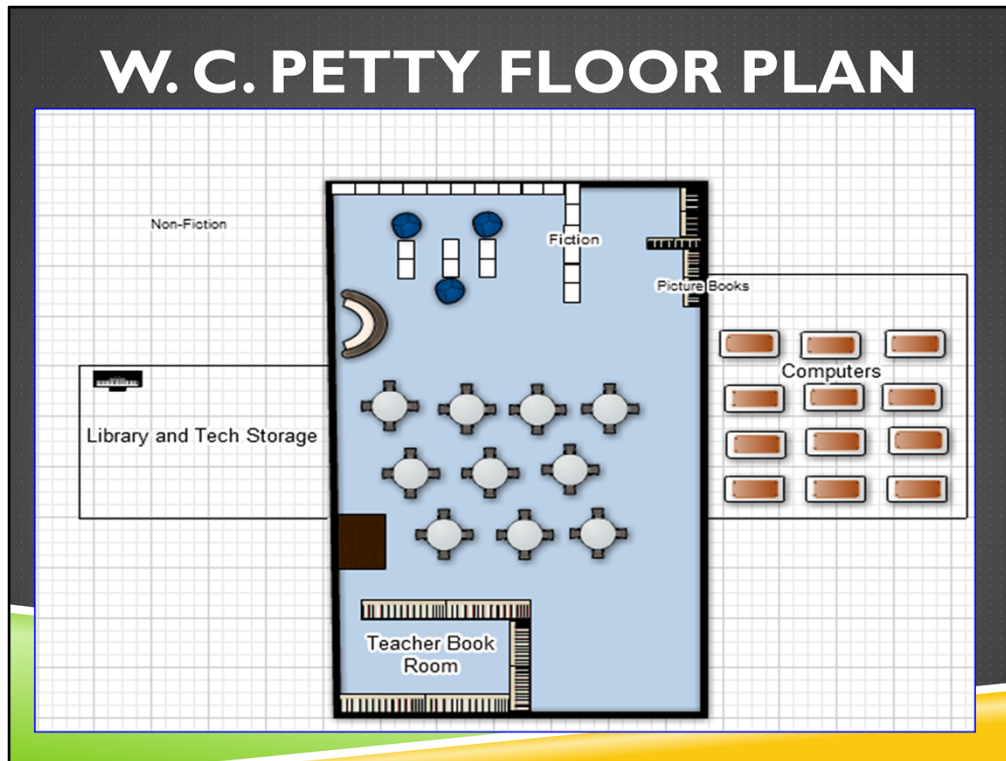 W. C. PETTY FLOOR PLAN
Non-Fiction
Fiction
Picture Books
Computers
Library and Tech Storage
Teacher Book
Room